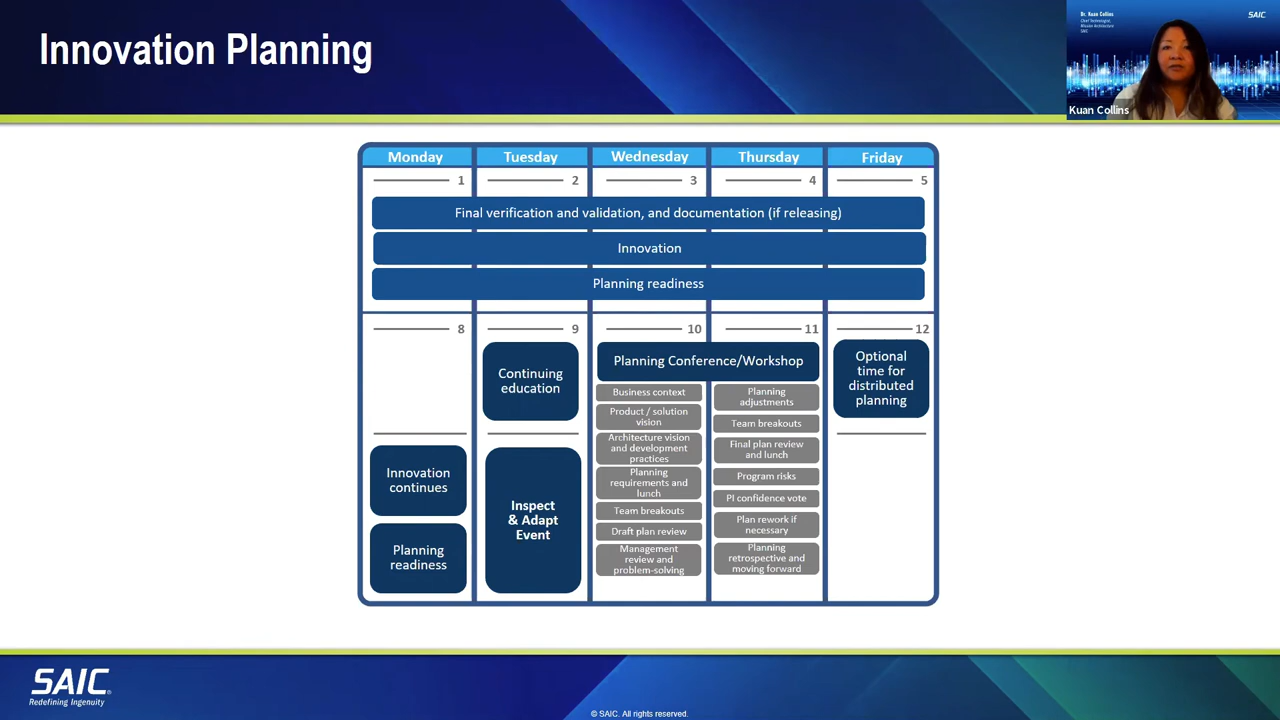 Innovation Planning
Dr. Kuan Collins
Chief Technologist,
Mission Architecture
SAIC
SAIC
Kuan Collins
Monday
Tuesday
Wednesday
Thursday
Friday
1
2
3
4
5
Final verification and validation, and documentation (if releasing)
Innovation
Planning readiness
8
9
10
11
12
Innovation
continues
Planning
readiness
Continuing
education
Inspect
& Adapt
Event
Planning Conference/Workshop
Business context
Product / solution
vision
Architecture vision
and development
practices
Planning
requirements and
lunch
Team breakouts
Draft plan review
Management
review and
problem-solving
Planning
adjustments
Team breakouts
Final plan review
and lunch
Program risks
PI confidence vote
Plan rework if
necessary
Planning
retrospective and
moving forward
Optional
time for
distributed
planning
SAIC
Redefining Ingenuity
© SAIC. All rights reserved.